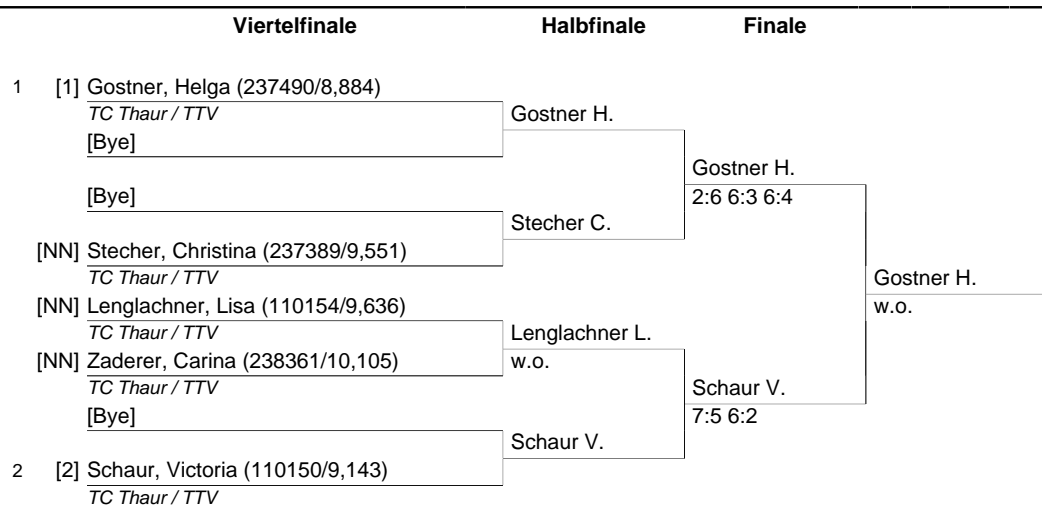 Viertelfinale Halbfinale Finale
1 [1] Gostner, Helga (237490/8,884)
TC Thaur / TTV Gostner H.
[Bye]
Gostner H.
[Bye] 2:6 6:3 6:4
Stecher C.
[NN] Stecher, Christina (237389/9,551)
TC Thaur / TTV Gostner H.
[NN] Lenglachner, Lisa (110154/9,636) w.o.
TC Thaur / TTV Lenglachner L.
[NN] Zaderer, Carina (238361/10,105) w.o.
TC Thaur / TTV Schaur V.
[Bye] 7:5 6:2
Schaur V.
2 [2] Schaur, Victoria (110150/9,143)
TC Thaur / TTV